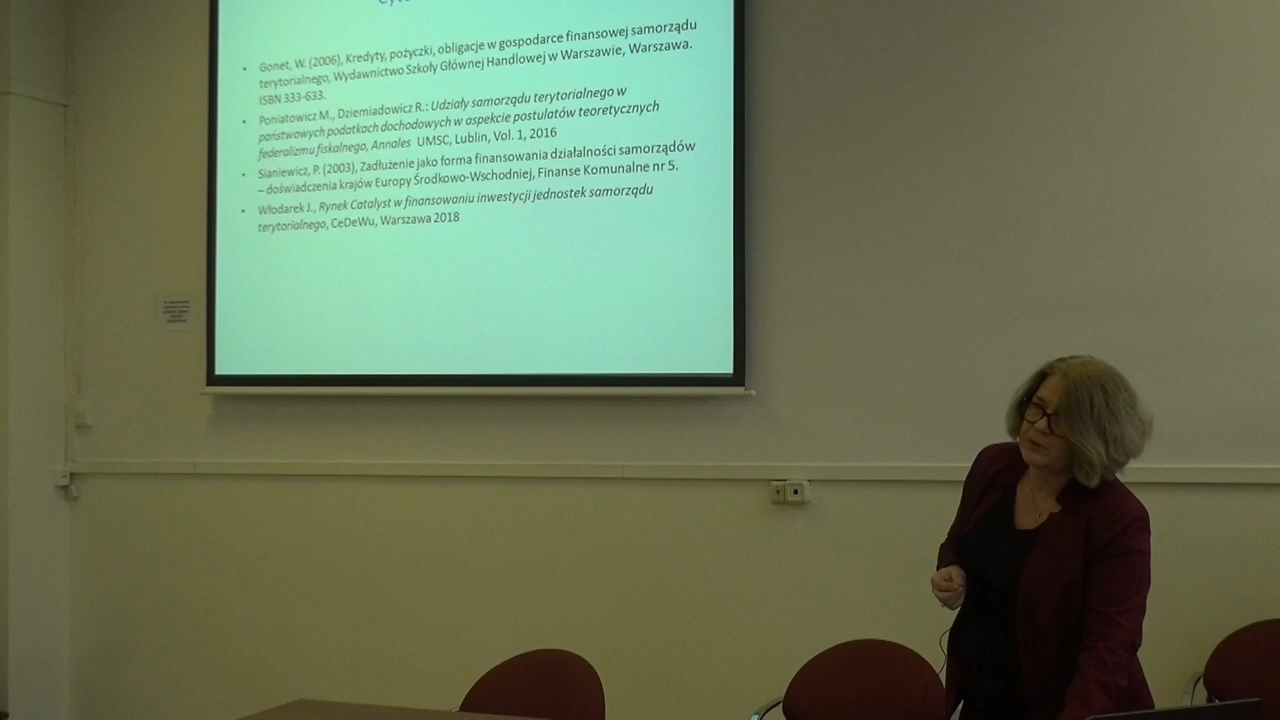 Gonet, W. (2006), Kredyty, pożyczki, obligacje w gospodarce finansowej samorządu
terytorialnego, Wydawnictwo Szkoły Głównej Handlowej w Warszawie, Warszawa.
ISBN 333-633.
Poniatowicz M., Dziemiadowicz R.: Udziały samorządu terytorialnego w
państwowych podatkach dochodowych w aspekcie postulatów teoretycznych
federalizmu fiskalnego, Annales UMSC, Lublin, Vol. 1, 2016
Sianiewicz, P. (2003), Zadłużenie jako forma finansowania działalności samorządów
– doświadczenia krajów Europy Środkowo-Wschodniej, Finanse Komunalne nr 5.
Włodarek J., Rynek Catalyst w finansowaniu inwestycji jednostek samorządu
terytorialnego, CeDeWu, Warszawa 2018